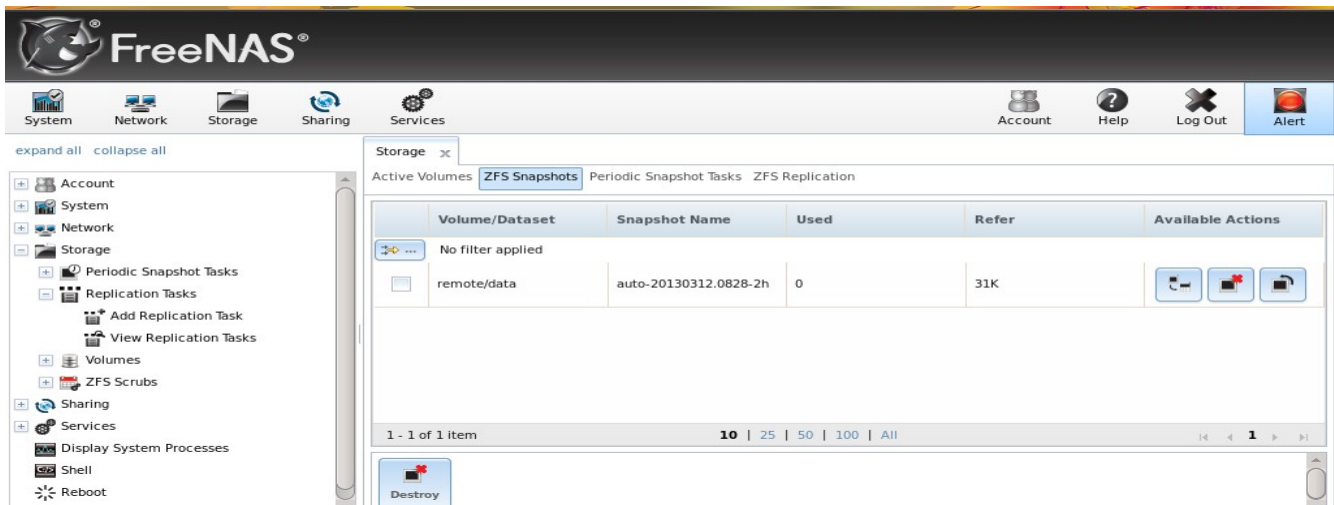 FreeNAS®
System Network Storage Sharing Services Account Help Log Out Alert
expand all collapse all
Account
System
Network
Storage
Periodic Snapshot Tasks
Replication Tasks
Add Replication Task
View Replication Tasks
Volumes
ZFS Scrubs
Sharing
Services
Display System Processes
Shell
Reboot
Storage x
Active Volumes ZFS Snapshots Periodic Snapshot Tasks ZFS Replication
Volume/Dataset Snapshot Name Used Refer Available Actions
... No filter applied
remote/data auto-20130312.0828-2h 0 31K
1 - 1 of 1 item 10 | 25 | 50 | 100 | All 1
Destroy